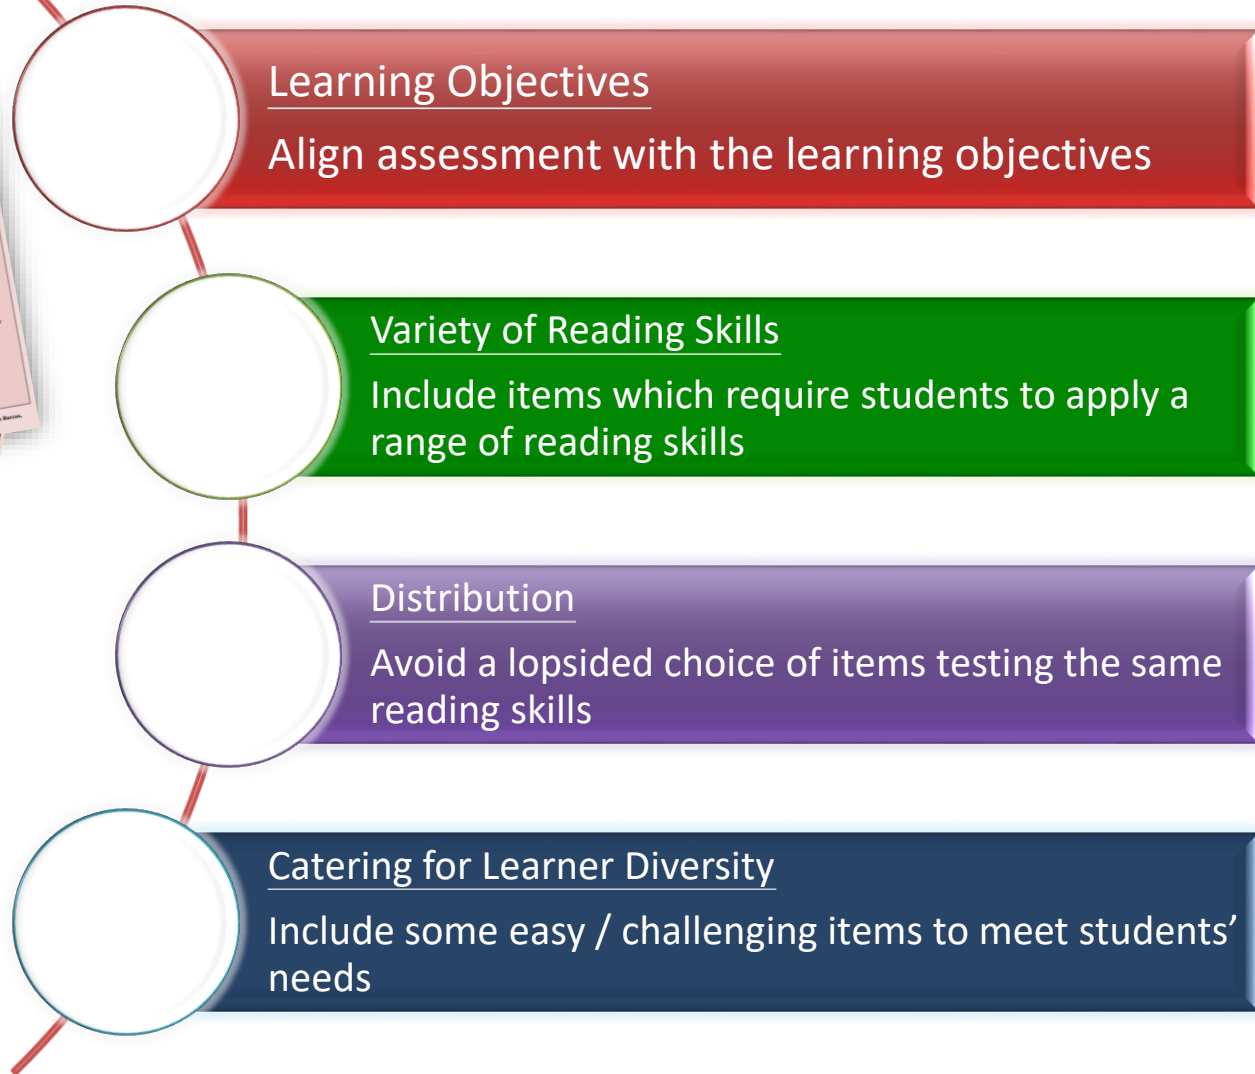 Learning Objectives
Align assessment with the learning objectives
Variety of Reading Skills
Include items which require students to apply a
range of reading skills
Distribution
Avoid a lopsided choice of items testing the same
reading skills
Catering for Learner Diversity
Include some easy / challenging items to meet students’
needs